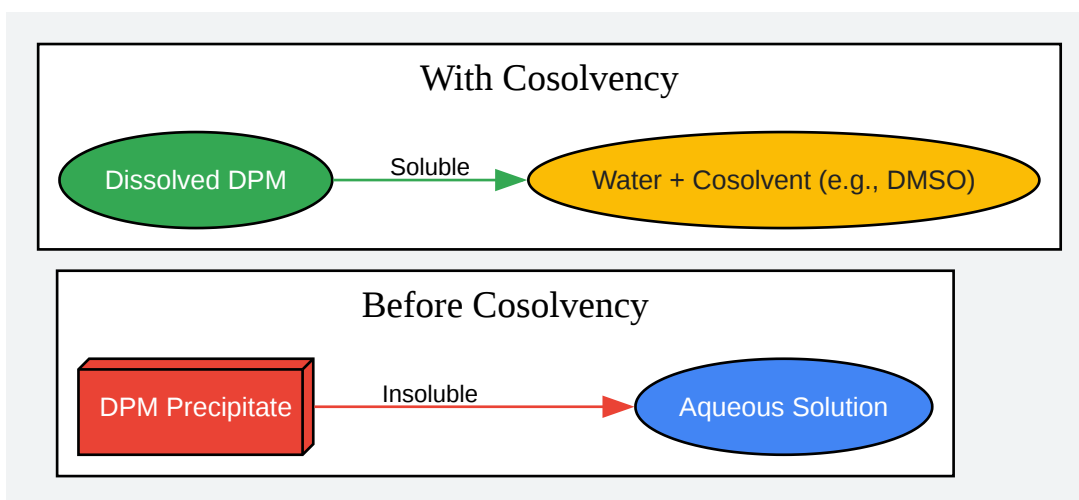 With Cosolvency
Dissolved DPM
Soluble
Water + Cosolvent (e.g., DMSO)
Before Cosolvency
DPM Precipitate
Insoluble
Aqueous Solution